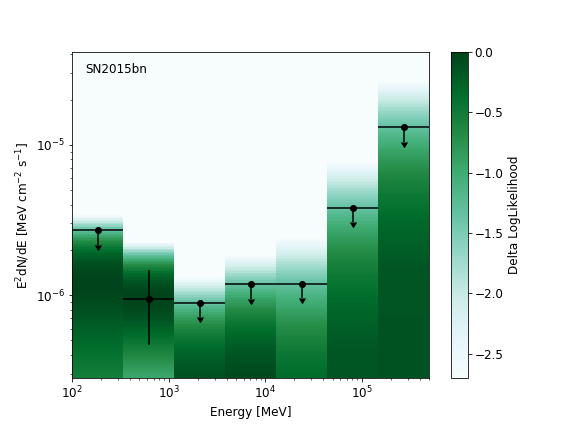 SN2015bn
E²dN/dE [MeV cm⁻² s⁻¹]
10⁻⁵
10⁻⁶
10² 10³ 10⁴ 10⁵
Energy [MeV]
0.0
−0.5
−1.0
−1.5
−2.0
−2.5
Delta LogLikelihood